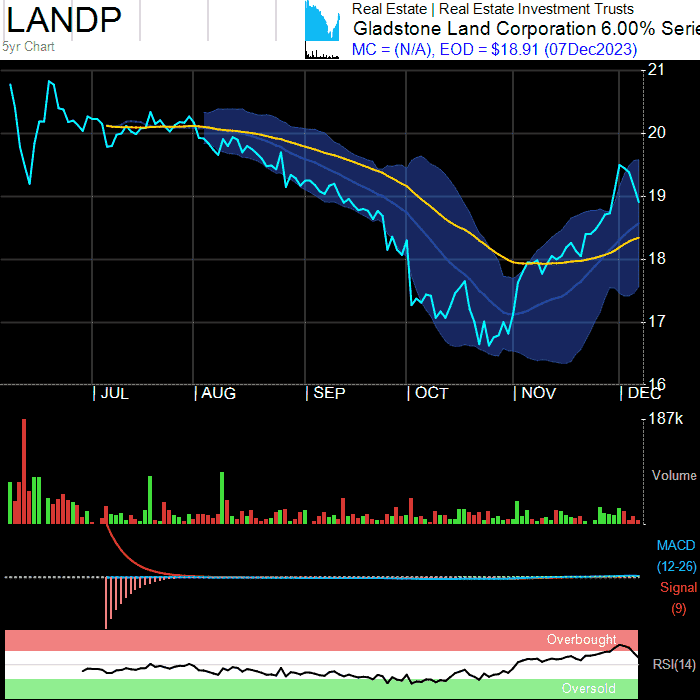 LANDP
5yr Chart
Real Estate | Real Estate Investment Trusts
Gladstone Land Corporation 6.00% Serie
MC = (N/A), EOD = $18.91 (07Dec2023)
21
20
19
18
17
16
JUL AUG SEP OCT NOV DEC
187k
Volume
MACD
(12-26)
Signal
(9)
Overbought
RSI(14)
Oversold